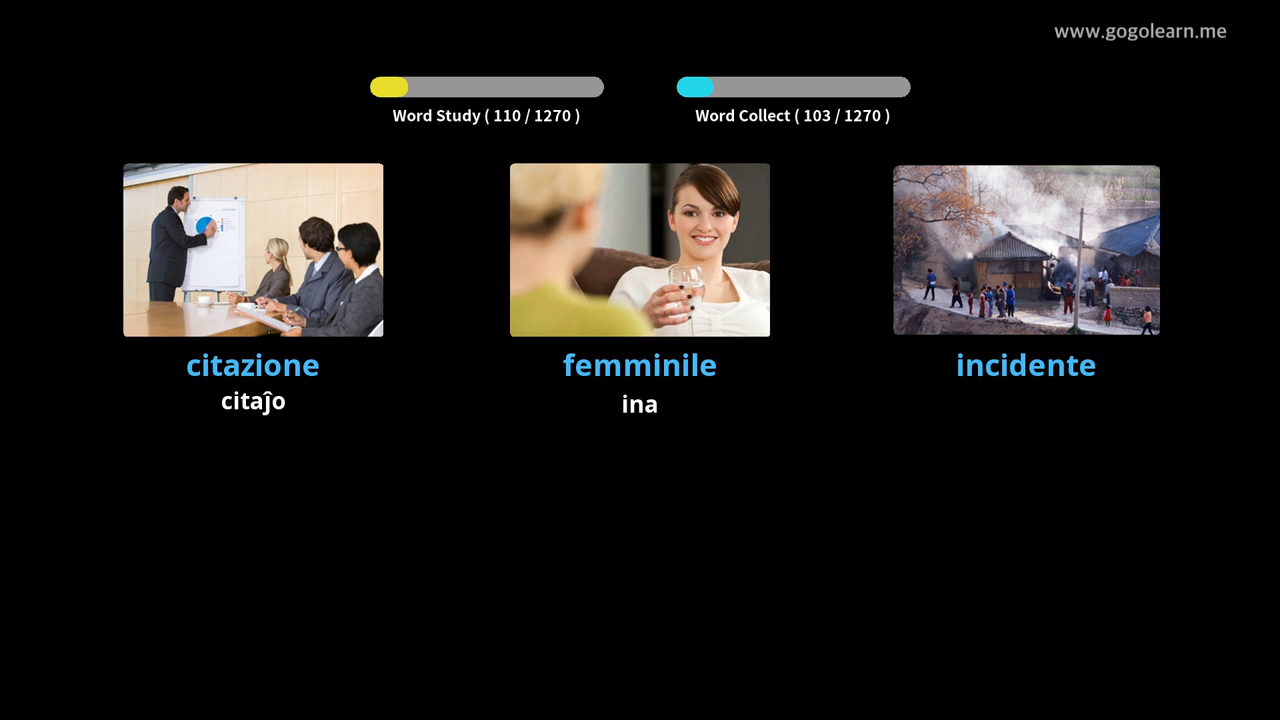 www.gogolearn.me
Word Study ( 110 / 1270 )
Word Collect ( 103 / 1270 )
citazione
citaĵo
femminile
ina
incidente